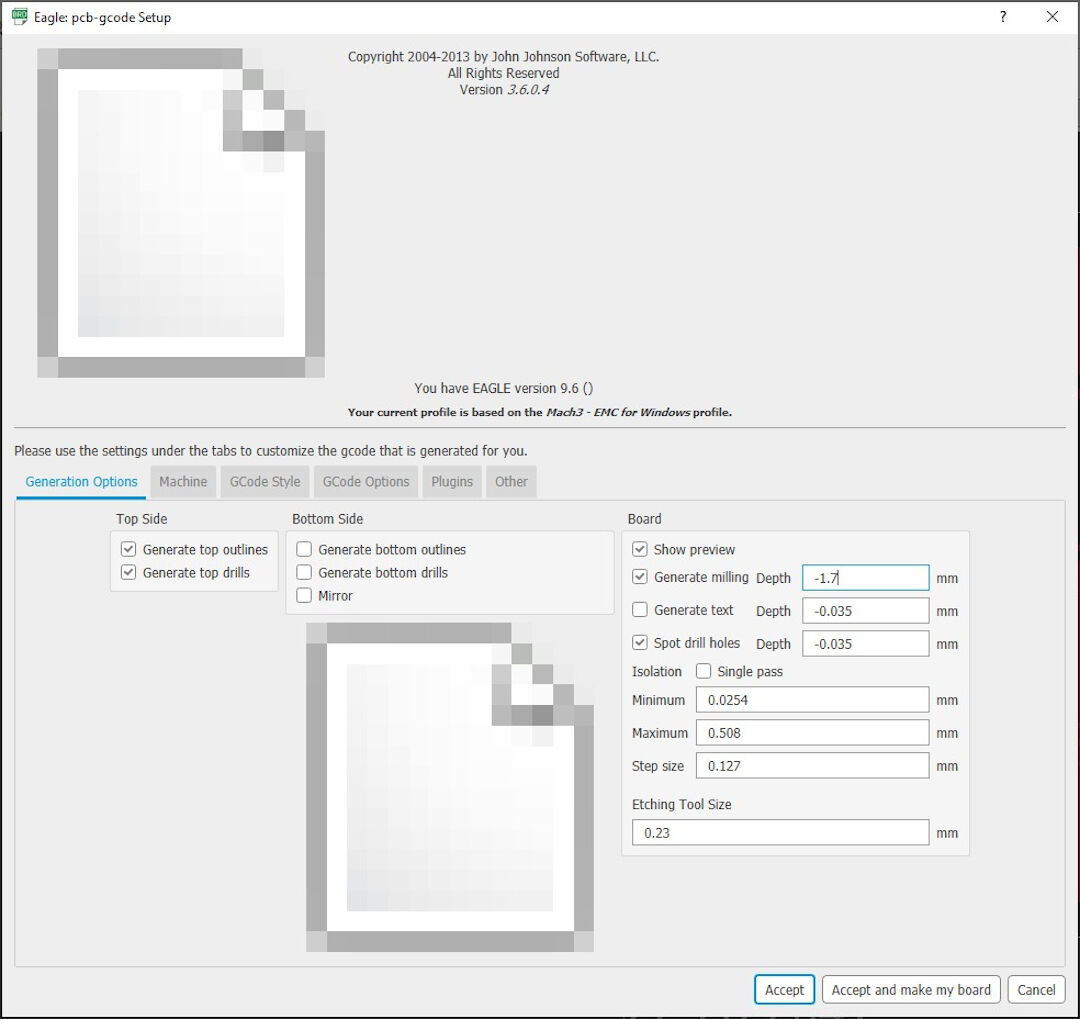 Eagle: pcb-gcode Setup
?
Copyright 2004-2013 by John Johnson Software, LLC.
All Rights Reserved
Version 3.6.0.4
You have EAGLE version 9.6 ()
Your current profile is based on the Mach3 - EMC for Windows profile.
Please use the settings under the tabs to customize the gcode that is generated for you.
Generation Options Machine GCode Style GCode Options Plugins Other
Top Side
Generate top outlines
Generate top drills
Bottom Side
Generate bottom outlines
Generate bottom drills
Mirror
Board
Show preview
Generate milling Depth -1.7 mm
Generate text Depth -0.035 mm
Spot drill holes Depth -0.035 mm
Isolation Single pass
Minimum 0.0254 mm
Maximum 0.508 mm
Step size 0.127 mm
Etching Tool Size
0.23 mm
Accept Accept and make my board Cancel